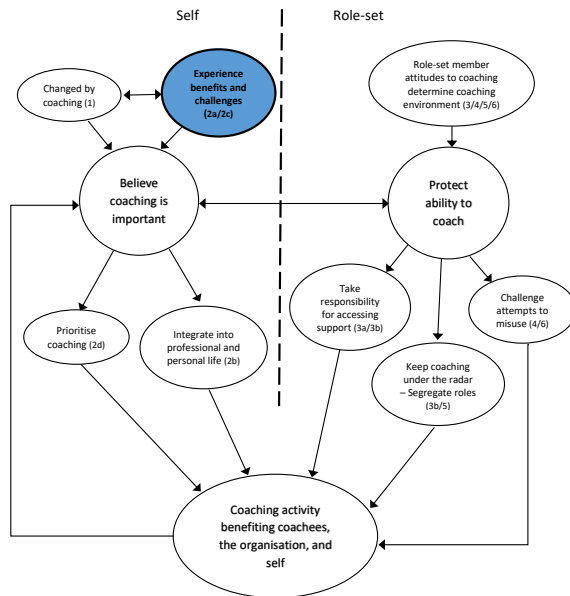 Self
Role-set
Experience
benefits and
challenges
(2a/2c)
Changed by
coaching (1)
Role-set member
attitudes to coaching
determine coaching
environment (3/4/5/6)
Believe
coaching is
important
Protect
ability to
coach
Take
responsibility
for accessing
support (3a/3b)
Challenge
attempts to
misuse (4/6)
Prioritise
coaching (2d)
Integrate into
professional and
personal life (2b)
Keep coaching
under the radar
– Segregate roles
(3b/5)
Coaching activity
benefiting coachees,
the organisation, and
self